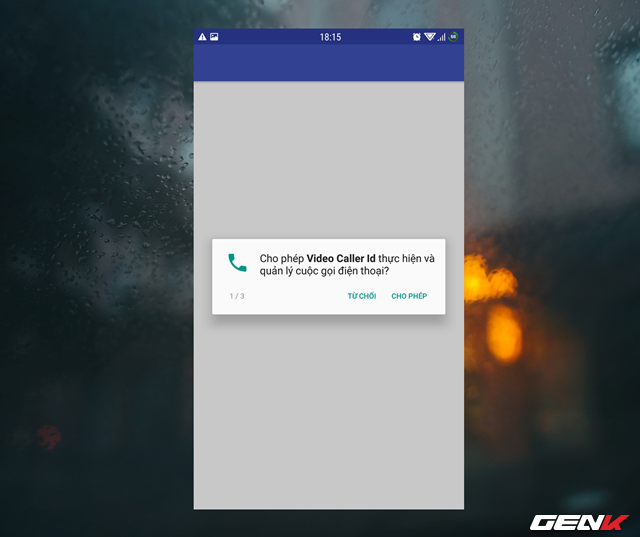 18:15
Cho phép Video Caller Id thực hiện và
quản lý cuộc gọi điện thoại?
1 / 3
TỪ CHỐI
CHO PHÉP
GENK